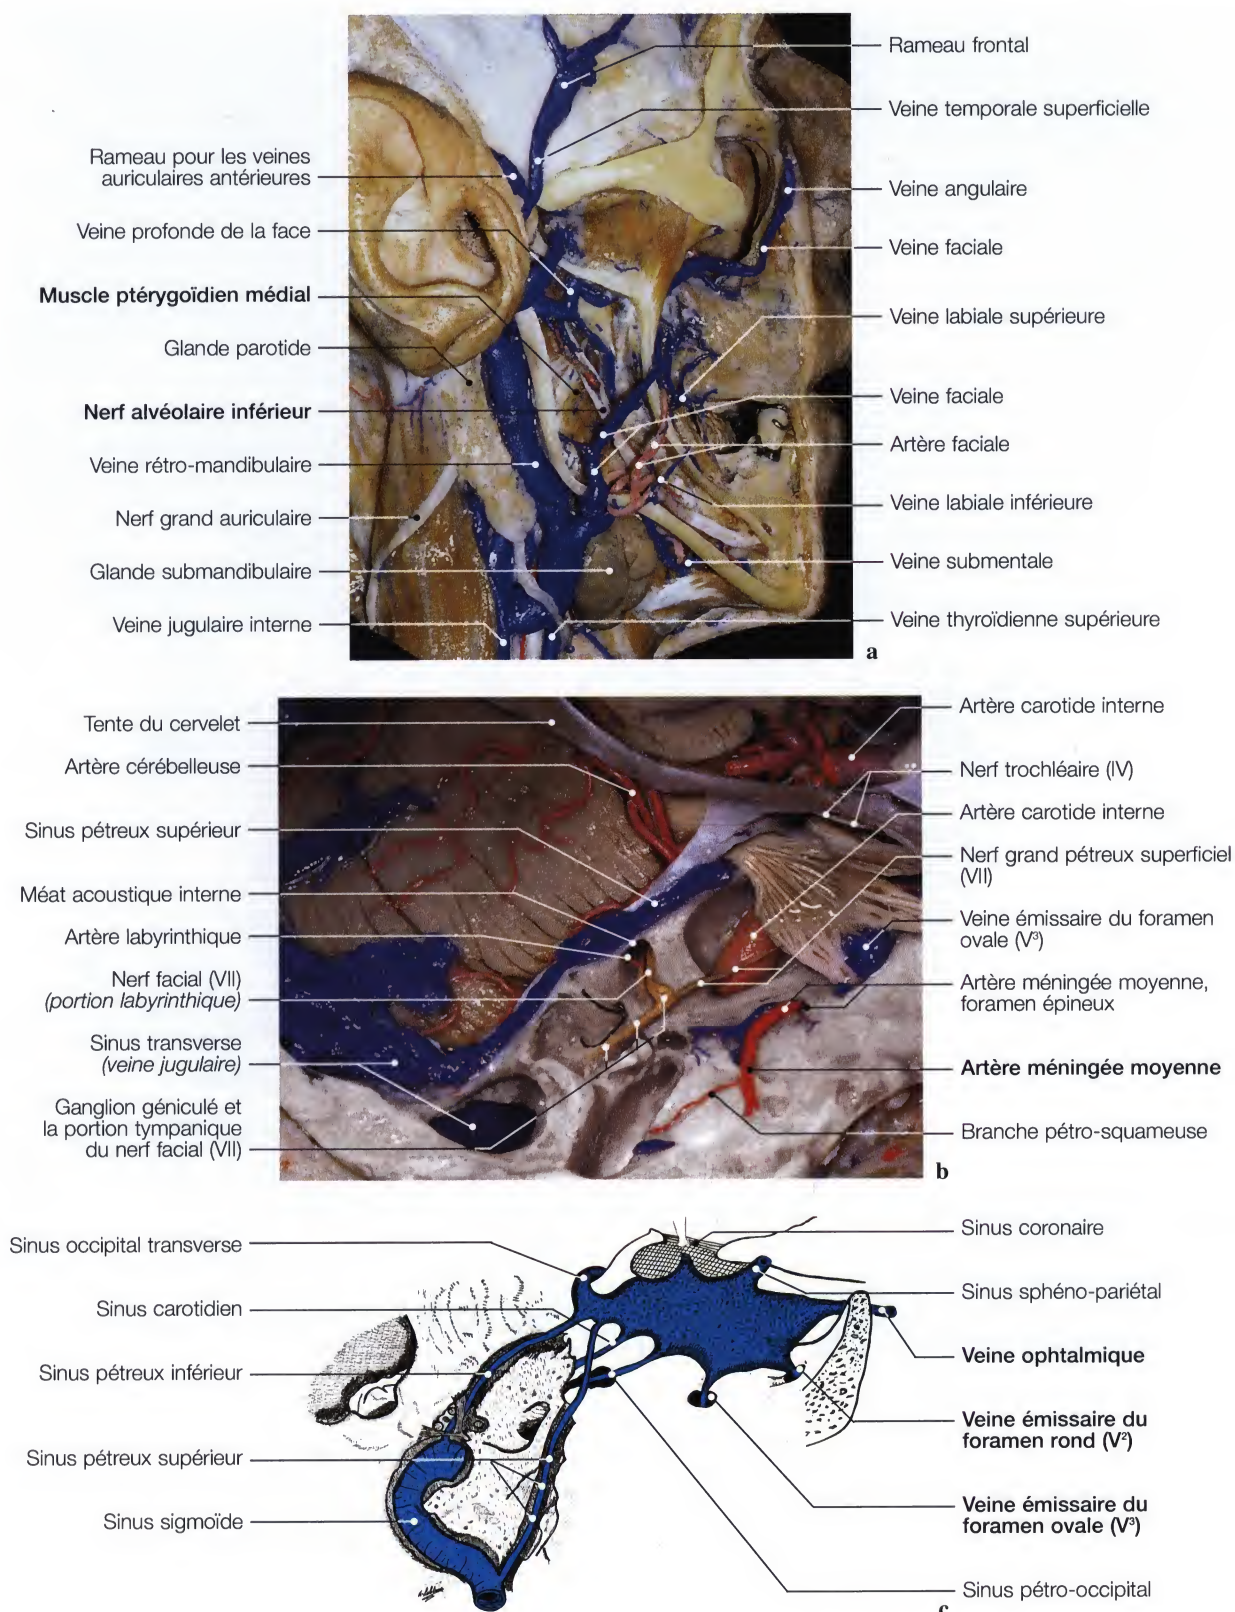 Rameau pour les veines
auriculaires antérieures
Veine profonde de la face
Muscle ptérygoïdien médial
Glande parotide
Nerf alvéolaire inférieur
Veine rétro-mandibulaire
Nerf grand auriculaire
Glande submandibulaire
Veine jugulaire interne
Rameau frontal
Veine temporale superficielle
Veine angulaire
Veine faciale
Veine labiale supérieure
Veine faciale
Artère faciale
Veine labiale inférieure
Veine submentale
Veine thyroïdienne supérieure
a
Tente du cervelet
Artère cérébelleuse
Sinus pétreux supérieur
Méat acoustique interne
Artère labyrinthique
Nerf facial (VII)
(portion labyrinthique)
Sinus transverse
(veine jugulaire)
Ganglion géniculé et
la portion tympanique
du nerf facial (VII)
Artère carotide interne
Nerf trochléaire (IV)
Artère carotide interne
Nerf grand pétreux superficiel
(VII)
Veine émissaire du foramen
ovale (V³)
Artère méningée moyenne,
foramen épineux
Artère méningée moyenne
Branche pétro-squameuse
b
Sinus occipital transverse
Sinus carotidien
Sinus pétreux inférieur
Sinus pétreux supérieur
Sinus sigmoïde
Sinus coronaire
Sinus sphéno-pariétal
Veine ophtalmique
Veine émissaire du
foramen rond (V²)
Veine émissaire du
foramen ovale (V³)
Sinus pétro-occipital
c